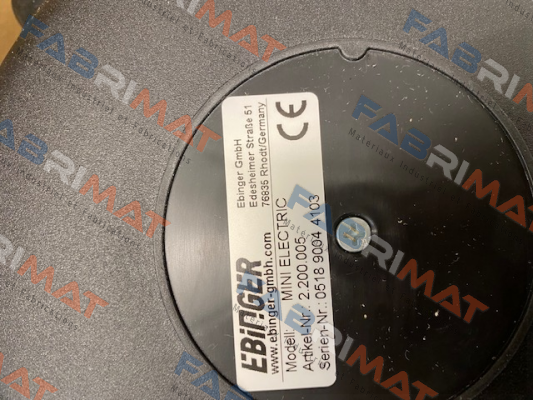 EBINGER
Ebinger GmbH
Edesheimer Straße 51
76835 Rhodt/Germany
www.ebinger-gmbh.com
CE
Modell: MINI ELECTRIC
Artikel-Nr.: 2.200 005
Serien-Nr.: 0518 9004 4103
FABRIMAT
FABRIMAT
FABRIMAT
FABRIMAT
FABRIMAT